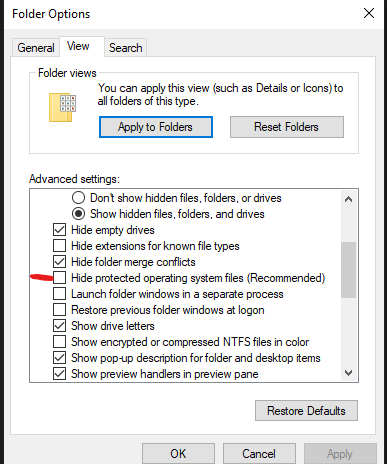 Folder Options
General
View
Search
Folder views
You can apply this view (such as Details or Icons) to
all folders of this type.
Apply to Folders
Reset Folders
Advanced settings:
Don't show hidden files, folders, or drives
Show hidden files, folders, and drives
Hide empty drives
Hide extensions for known file types
Hide folder merge conflicts
Hide protected operating system files (Recommended)
Launch folder windows in a separate process
Restore previous folder windows at logon
Show drive letters
Show encrypted or compressed NTFS files in color
Show pop-up description for folder and desktop items
Show preview handlers in preview pane
Restore Defaults
OK
Cancel
Apply